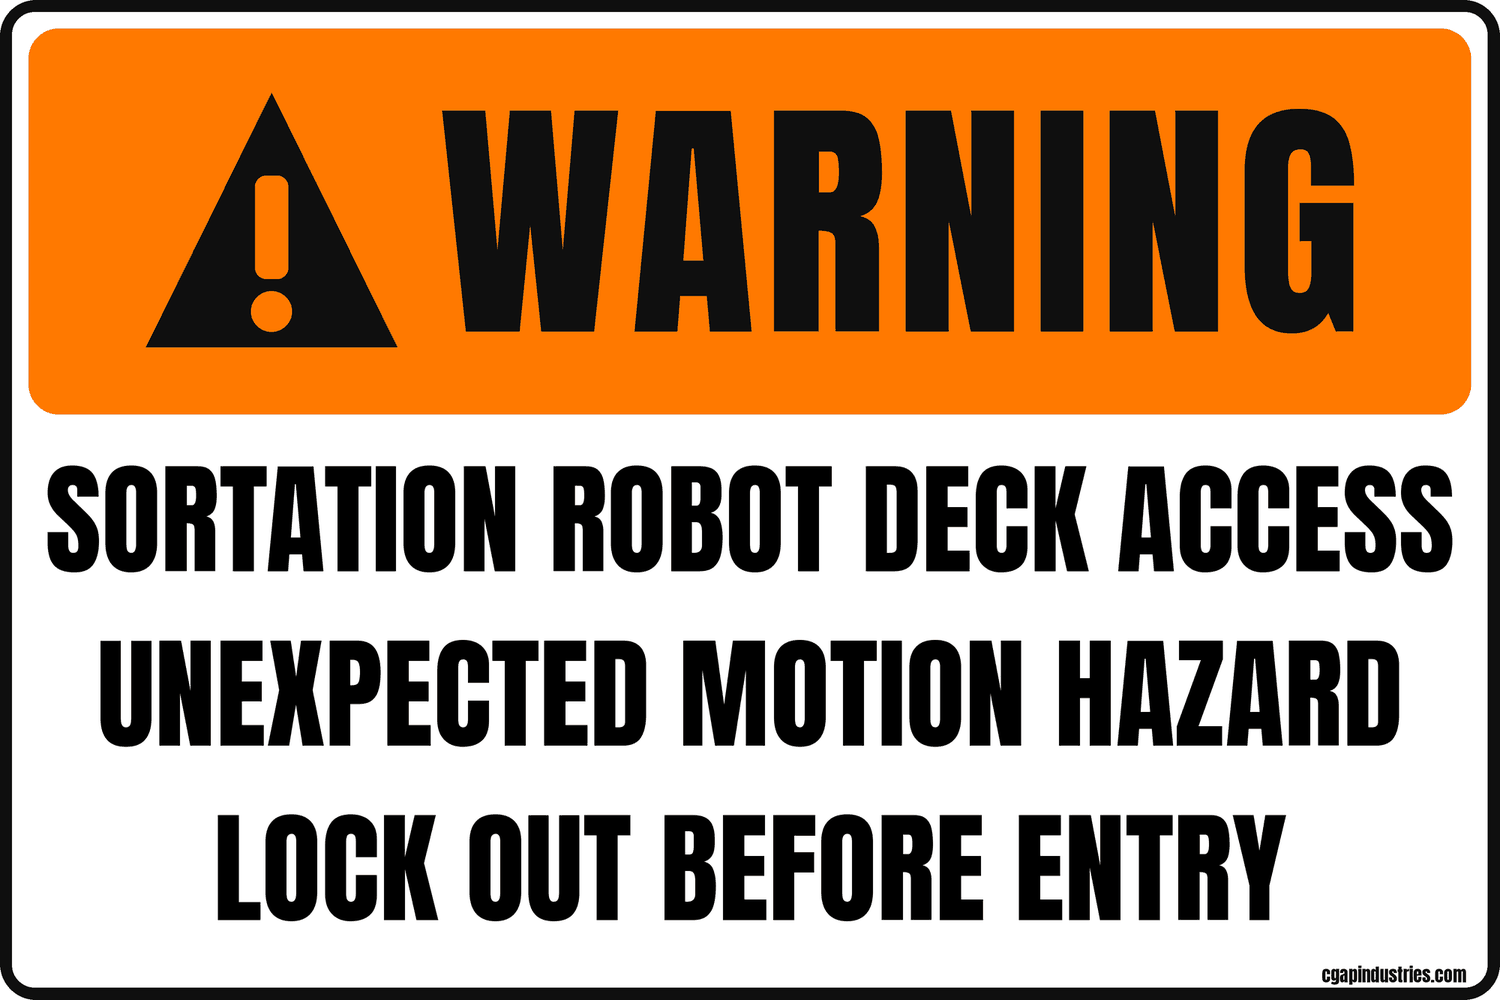 WARNING
SORTATION ROBOT DECK ACCESS
UNEXPECTED MOTION HAZARD
LOCK OUT BEFORE ENTRY
cgapindustries.com